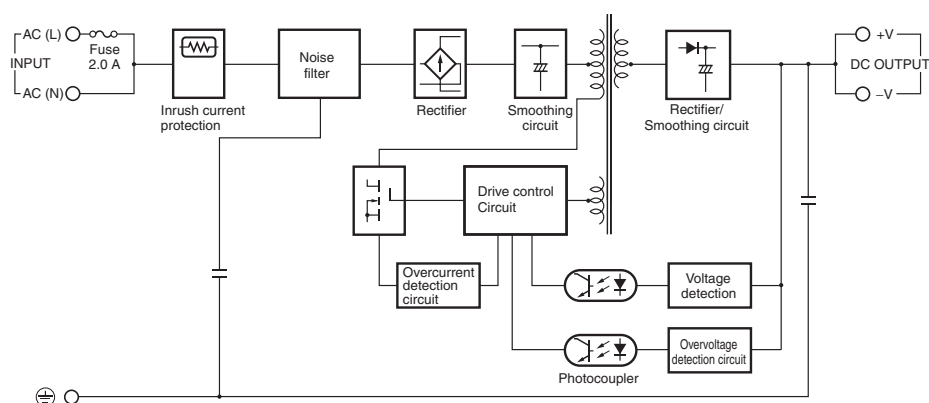 AC (L)
Fuse
2.0 A
INPUT
AC (N)
Inrush current
protection
Noise
filter
Rectifier
Smoothing
circuit
Rectifier/
Smoothing circuit
+V
DC OUTPUT
–V
Drive control
Circuit
Overcurrent
detection
circuit
Voltage
detection
Overvoltage
detection circuit
Photocoupler